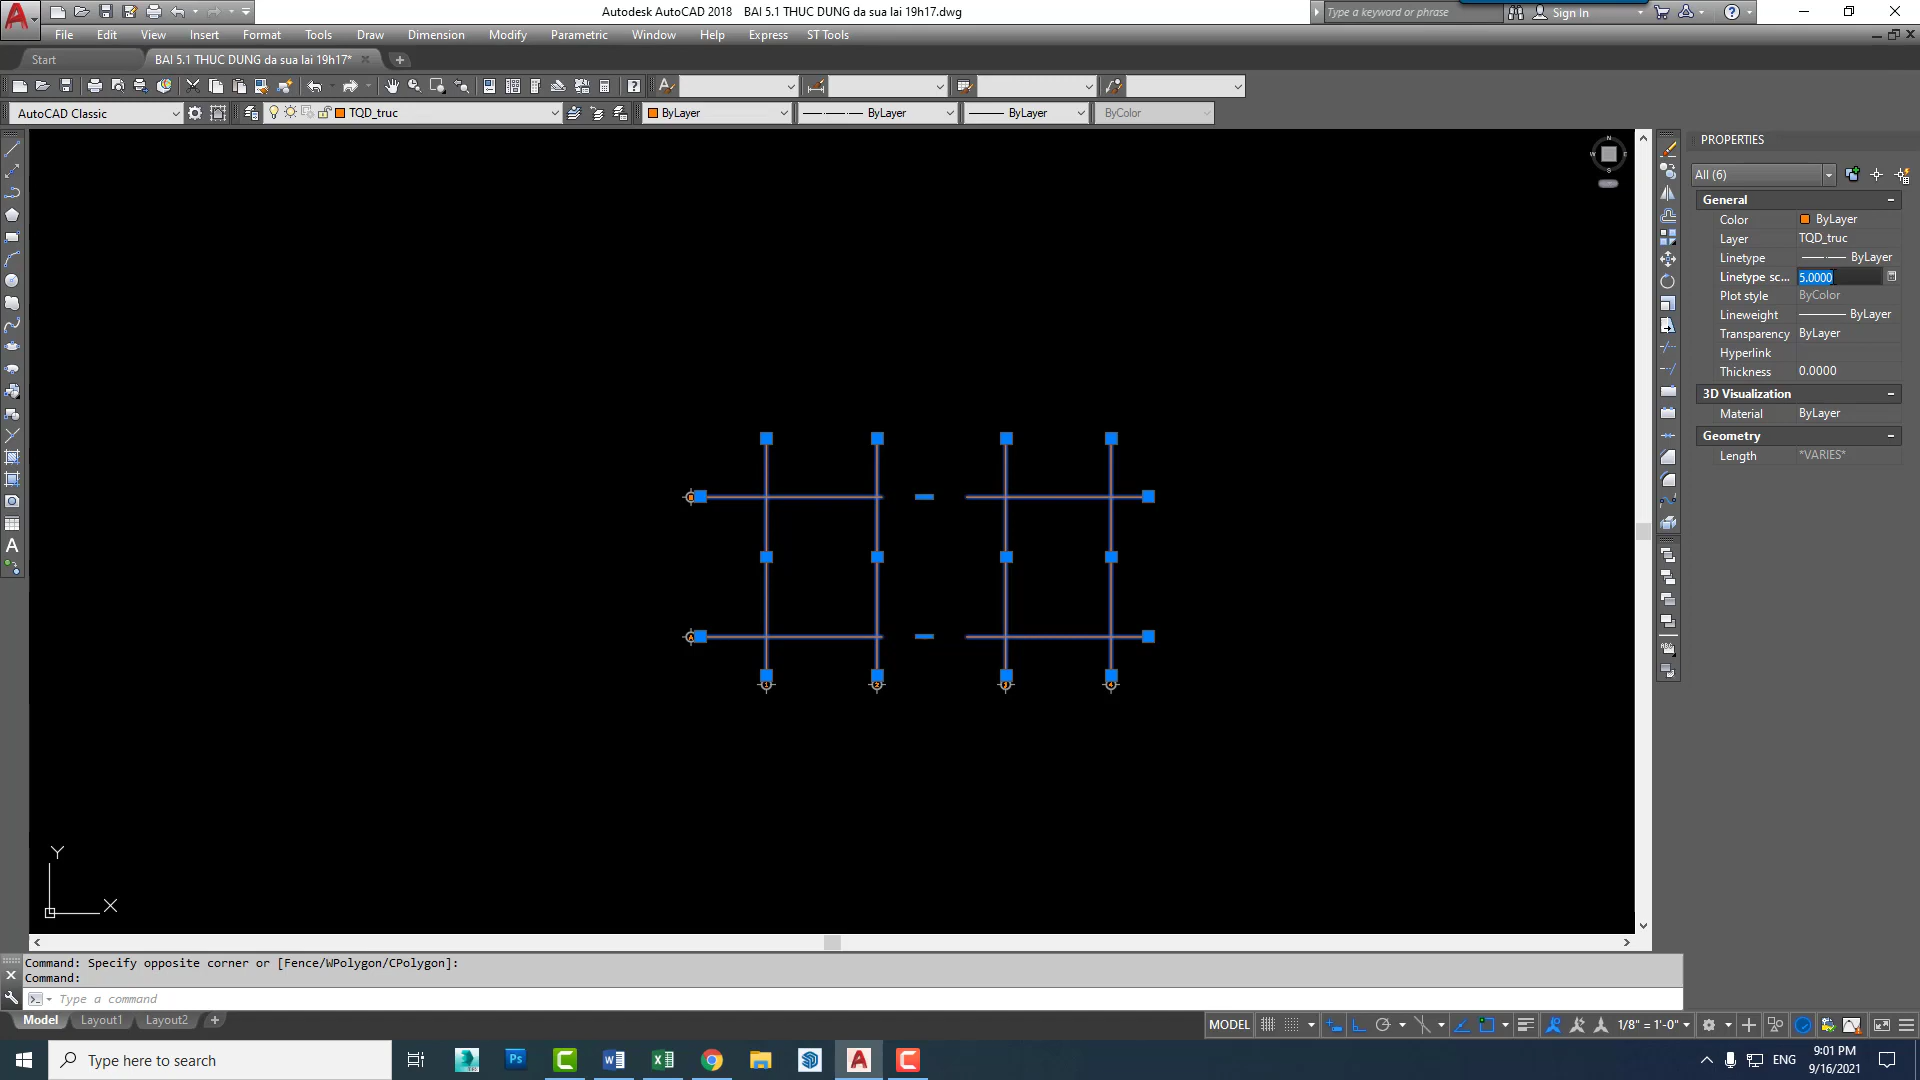 Autodesk AutoCAD 2018 BAI 5.1 THUC DUNG da sua lai 19h17.dwg
Type a keyword or phrase
Sign In
File Edit View Insert Format Tools Draw Dimension Modify Parametric Window Help Express ST Tools
Start
BAI 5.1 THUC DUNG da sua lai 19h17*
AutoCAD Classic
TQD_truc
ByLayer
ByLayer
ByLayer
ByColor
PROPERTIES
All (6)
General
Color ByLayer
Layer TQD_truc
Linetype ByLayer
Linetype sc... 5.0000
Plot style ByColor
Lineweight ByLayer
Transparency ByLayer
Hyperlink
Thickness 0.0000
3D Visualization
Material ByLayer
Geometry
Length *VARIES*
N
W
S
A
1 2 3 4
Y
X
Command: Specify opposite corner or [Fence/WPolygon/CPolygon]:
Command:
Type a command
Model Layout1 Layout2
MODEL
1/8" = 1'-0"
Type here to search
Ps
ENG
9:01 PM
9/16/2021